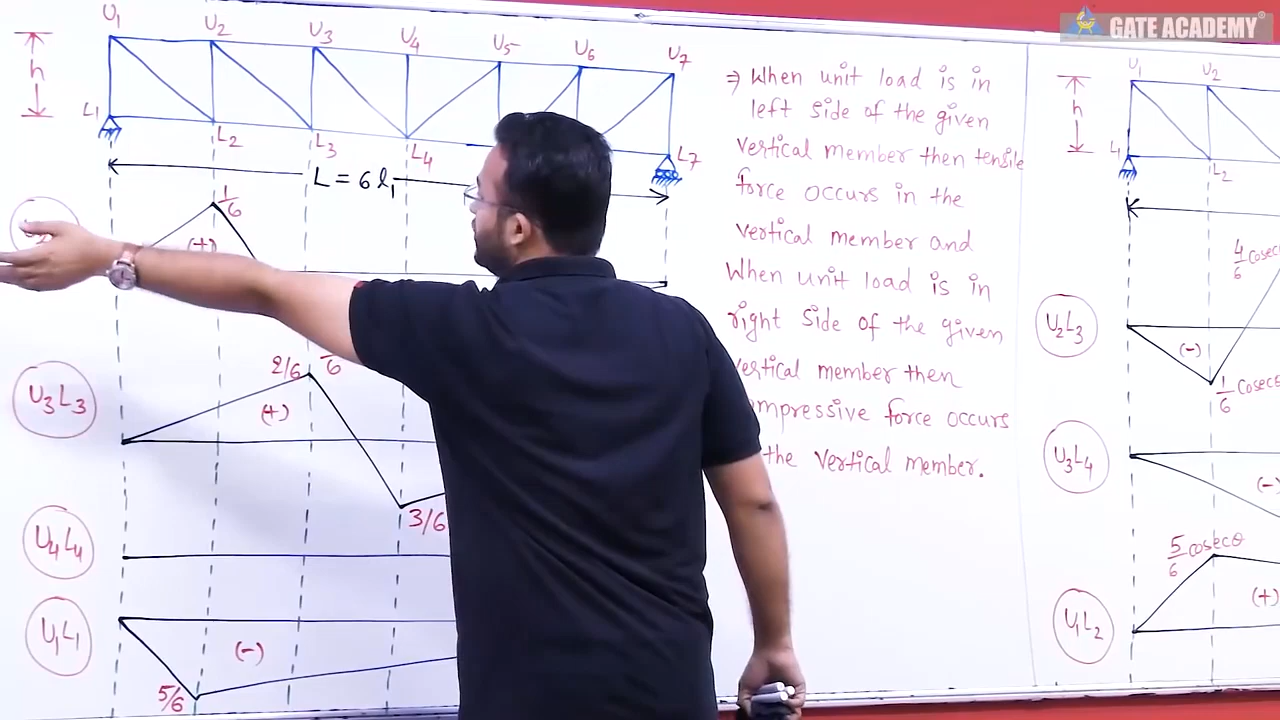 GATE ACADEMY
U1 U2 U3 U4 U5 U6 U7
h
L1 L2 L3 L4 L7
L = 6 l1
1/6
(+)
U3L3
2/6
6
(+)
3/6
U4L4
U1L1
(-)
5/6
⇒ When unit load is in
left side of the given
vertical member then tensile
force occurs in the
vertical member and
When unit load is in
right side of the given
vertical member then
mpressive force occurs
the vertical member.
U1 U2
h
L1 L2
4/6 cosec
U2L3
(-)
1/6 cosec
U3L4
(-)
5/6 cosecθ
U1L2
(+)